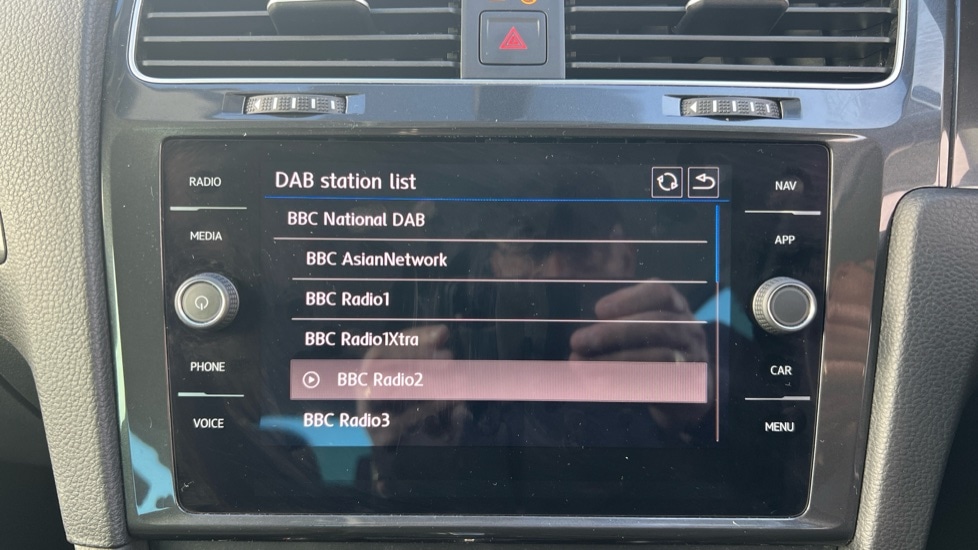 RADIO
MEDIA
PHONE
VOICE
DAB station list
BBC National DAB
BBC AsianNetwork
BBC Radio1
BBC Radio1Xtra
BBC Radio2
BBC Radio3
NAV
APP
CAR
MENU